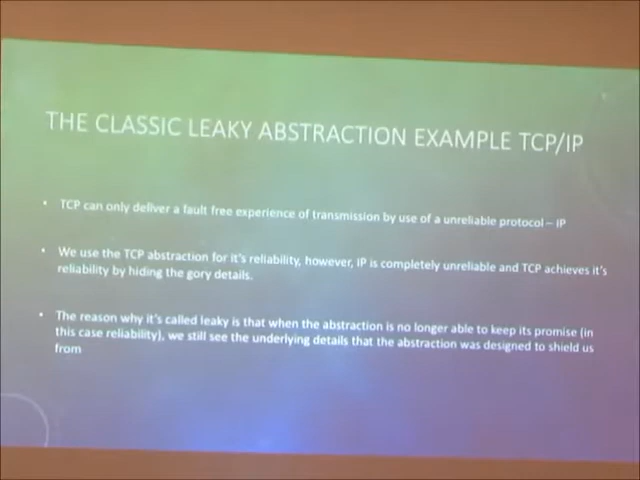 THE CLASSIC LEAKY ABSTRACTION EXAMPLE TCP/IP
• TCP can only deliver a fault free experience of transmission by use of a unreliable protocol – IP
• We use the TCP abstraction for it's reliability, however, IP is completely unreliable and TCP achieves it's
reliability by hiding the gory details.
• The reason why it's called leaky is that when the abstraction is no longer able to keep its promise (in
this case reliability), we still see the underlying details that the abstraction was designed to shield us
from